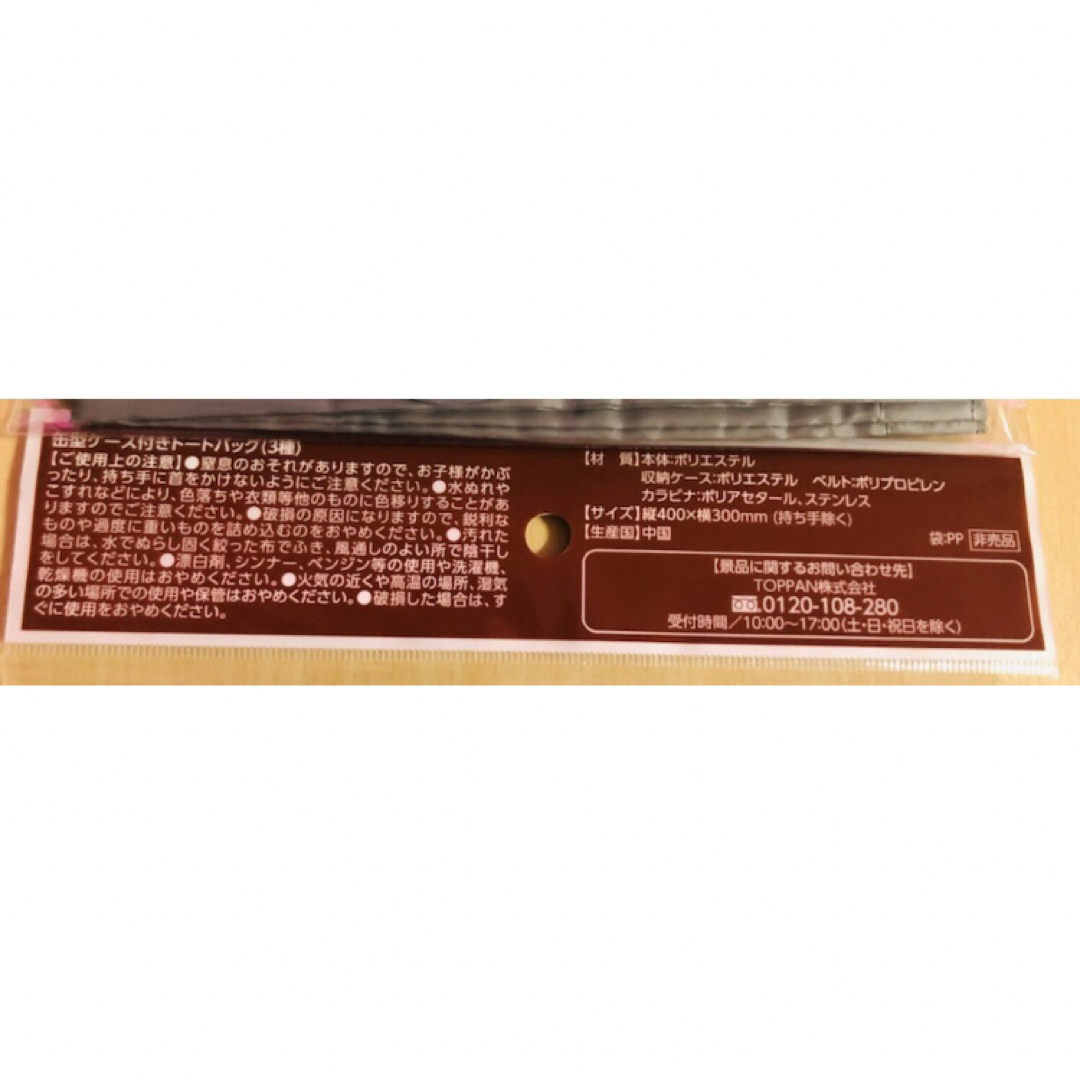 缶型ケース付きトートバッグ(3種)
【ご使用上の注意】●窒息のおそれがありますので、お子様がかぶ
ったり、持ち手に首をかけないようにご注意ください。●水ぬれや
こすれなどにより、色落ちや衣類等他のものに色移りすることがあ
りますのでご注意ください。●破損の原因になりますので、鋭利な
ものや過度に重いものを詰め込むのをおやめください。●汚れた
場合は、水でぬらし固く絞った布でふき、風通しのよい所で陰干し
をしてください。●漂白剤、シンナー、ベンジン等の使用や洗濯機、
乾燥機の使用はおやめください。●火気の近くや高温の場所、湿気
の多い場所での使用や保管はおやめください。●破損した場合は、す
ぐに使用をおやめください。
【材 質】本体:ポリエステル
収納ケース:ポリエステル ベルト:ポリプロピレン
カラビナ:ポリアセタール、ステンレス
【サイズ】縦400×横300mm (持ち手除く)
【生産国】中国
袋:PP 非売品
【景品に関するお問い合わせ先】
TOPPAN株式会社
0120-108-280
受付時間/10:00〜17:00(土・日・祝日を除く)